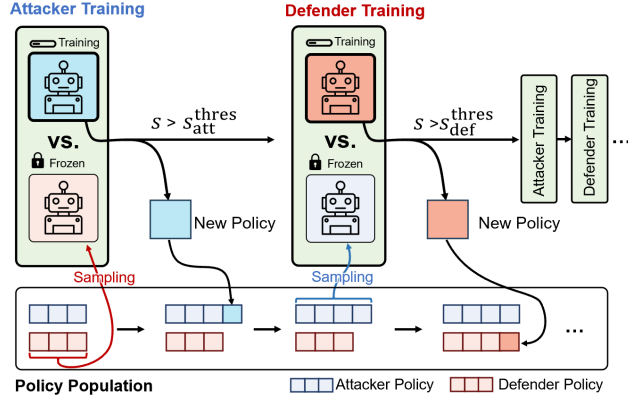 Attacker Training
Defender Training
Training
Training
S > s_att^thres
S >s_def^thres
vs.
vs.
Frozen
Frozen
Attacker Training
Defender Training
...
New Policy
New Policy
Sampling
Sampling
...
Policy Population
Attacker Policy
Defender Policy